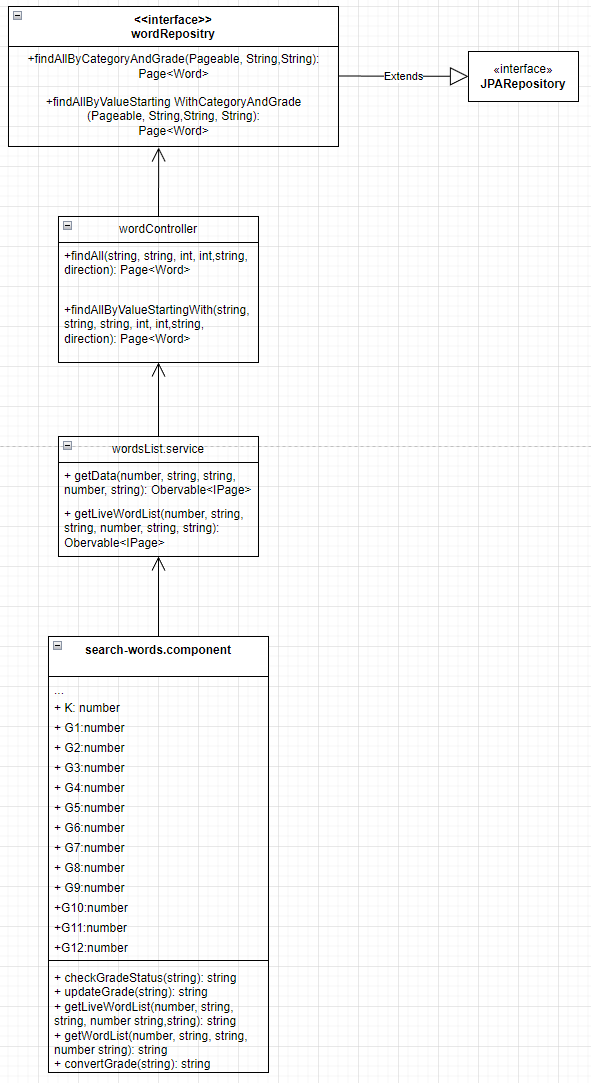 <<interface>>
wordRepositry
+findAllByCategoryAndGrade(Pageable, String,String):
Page<Word>
+findAllByValueStarting WithCategoryAndGrade
(Pageable, String,String, String):
Page<Word>
Extends
«interface»
JPARepository
wordController
+findAll(string, string, int, int,string,
direction): Page<Word>
+findAllByValueStartingWith(string,
string, string, int, int,string,
direction): Page<Word>
wordsList.service
+ getData(number, string, string,
number, string): Obervable<IPage>
+ getLiveWordList(number, string,
string, number, string, string):
Obervable<IPage>
search-words.component
...
+ K: number
+ G1:number
+ G2:number
+ G3:number
+ G4:number
+ G5:number
+ G6:number
+ G7:number
+ G8:number
+ G9:number
+G10:number
+G11:number
+G12:number
+ checkGradeStatus(string): string
+ updateGrade(string): string
+ getLiveWordList(number, string,
string, number string,string): string
+ getWordList(number, string, string,
number string): string
+ convertGrade(string): string